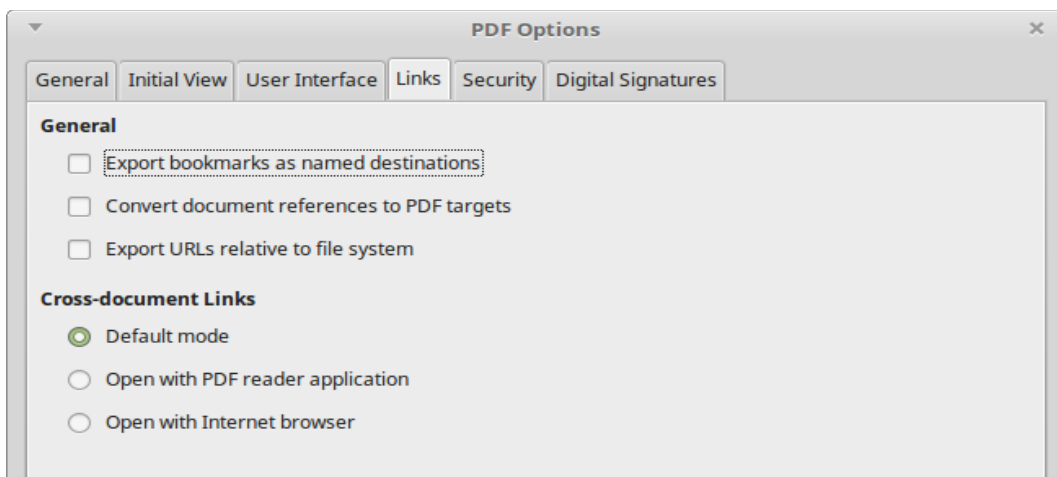 PDF Options
General Initial View User Interface Links Security Digital Signatures
General
Export bookmarks as named destinations
Convert document references to PDF targets
Export URLs relative to file system
Cross-document Links
Default mode
Open with PDF reader application
Open with Internet browser